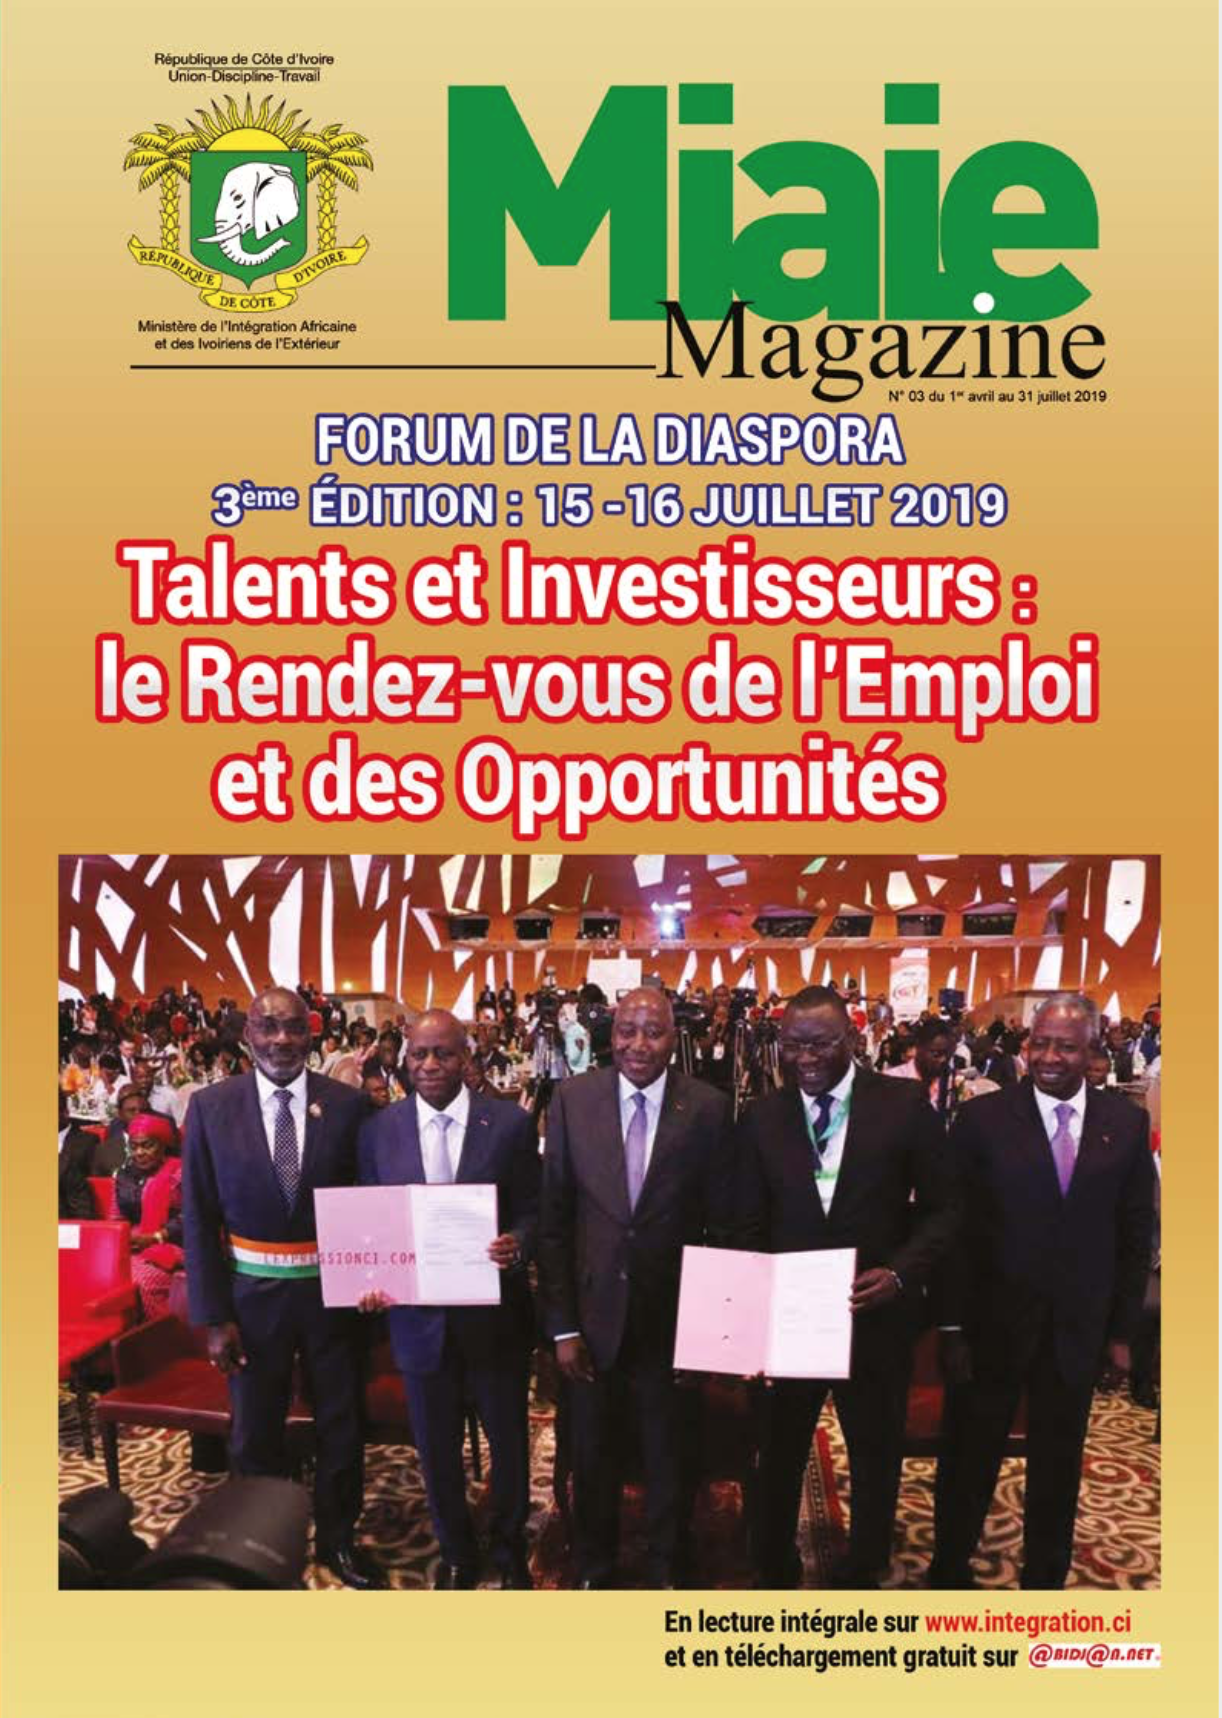 République de Côte d'Ivoire
Union-Discipline-Travail
RÉPUBLIQUE
DE CÔTE
D'IVOIRE
Ministère de l'Intégration Africaine
et des Ivoiriens de l'Extérieur
Miaie
Magazine
N° 03 du 1er avril au 31 juillet 2019
FORUM DE LA DIASPORA
3ème ÉDITION : 15 -16 JUILLET 2019
Talents et Investisseurs :
le Rendez-vous de l'Emploi
et des Opportunités
LEXPRESSIONCI.COM
En lecture intégrale sur www.integration.ci
et en téléchargement gratuit sur @BIDI@N.NET